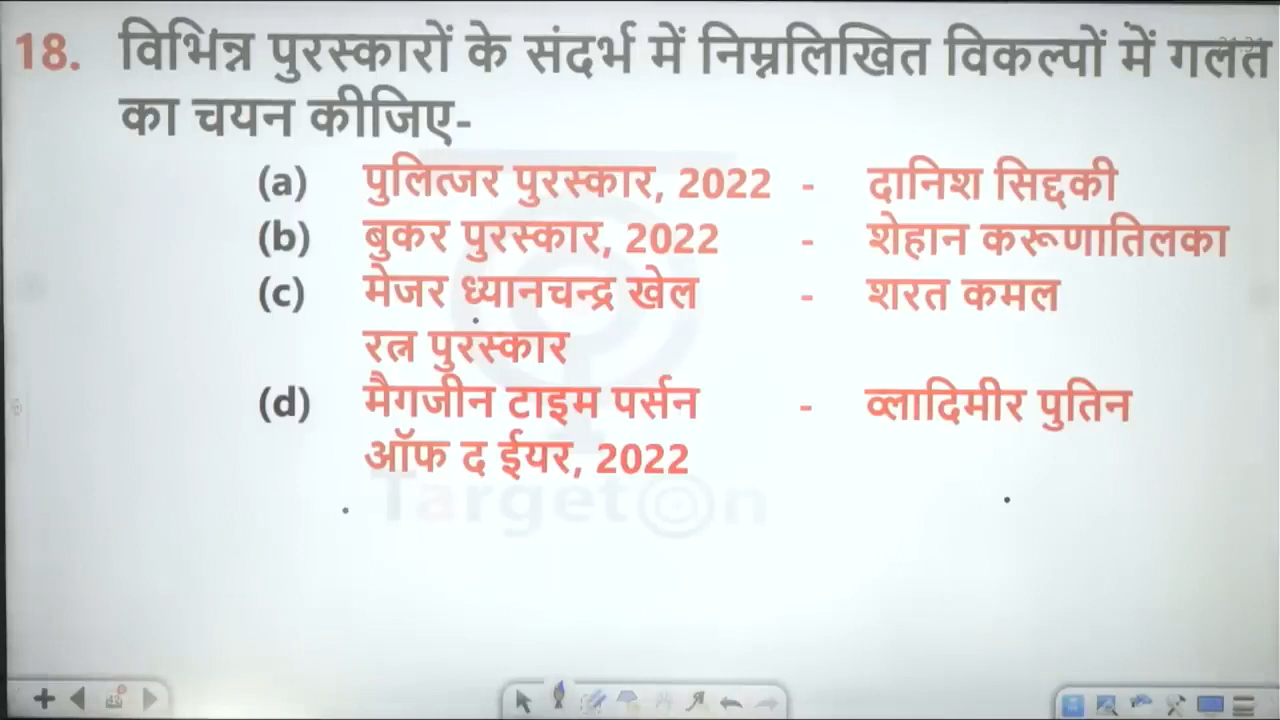 18. विभिन्न पुरस्कारों के संदर्भ में निम्नलिखित विकल्पों में गलत
का चयन कीजिए-
(a) पुलित्जर पुरस्कार, 2022 - दानिश सिद्दकी
(b) बुकर पुरस्कार, 2022 - शेहान करूणातिलका
(c) मेजर ध्यानचन्द्र खेल - शरत कमल
रत्न पुरस्कार
(d) मैगजीन टाइम पर्सन - व्लादिमीर पुतिन
ऑफ द ईयर, 2022
Target@n